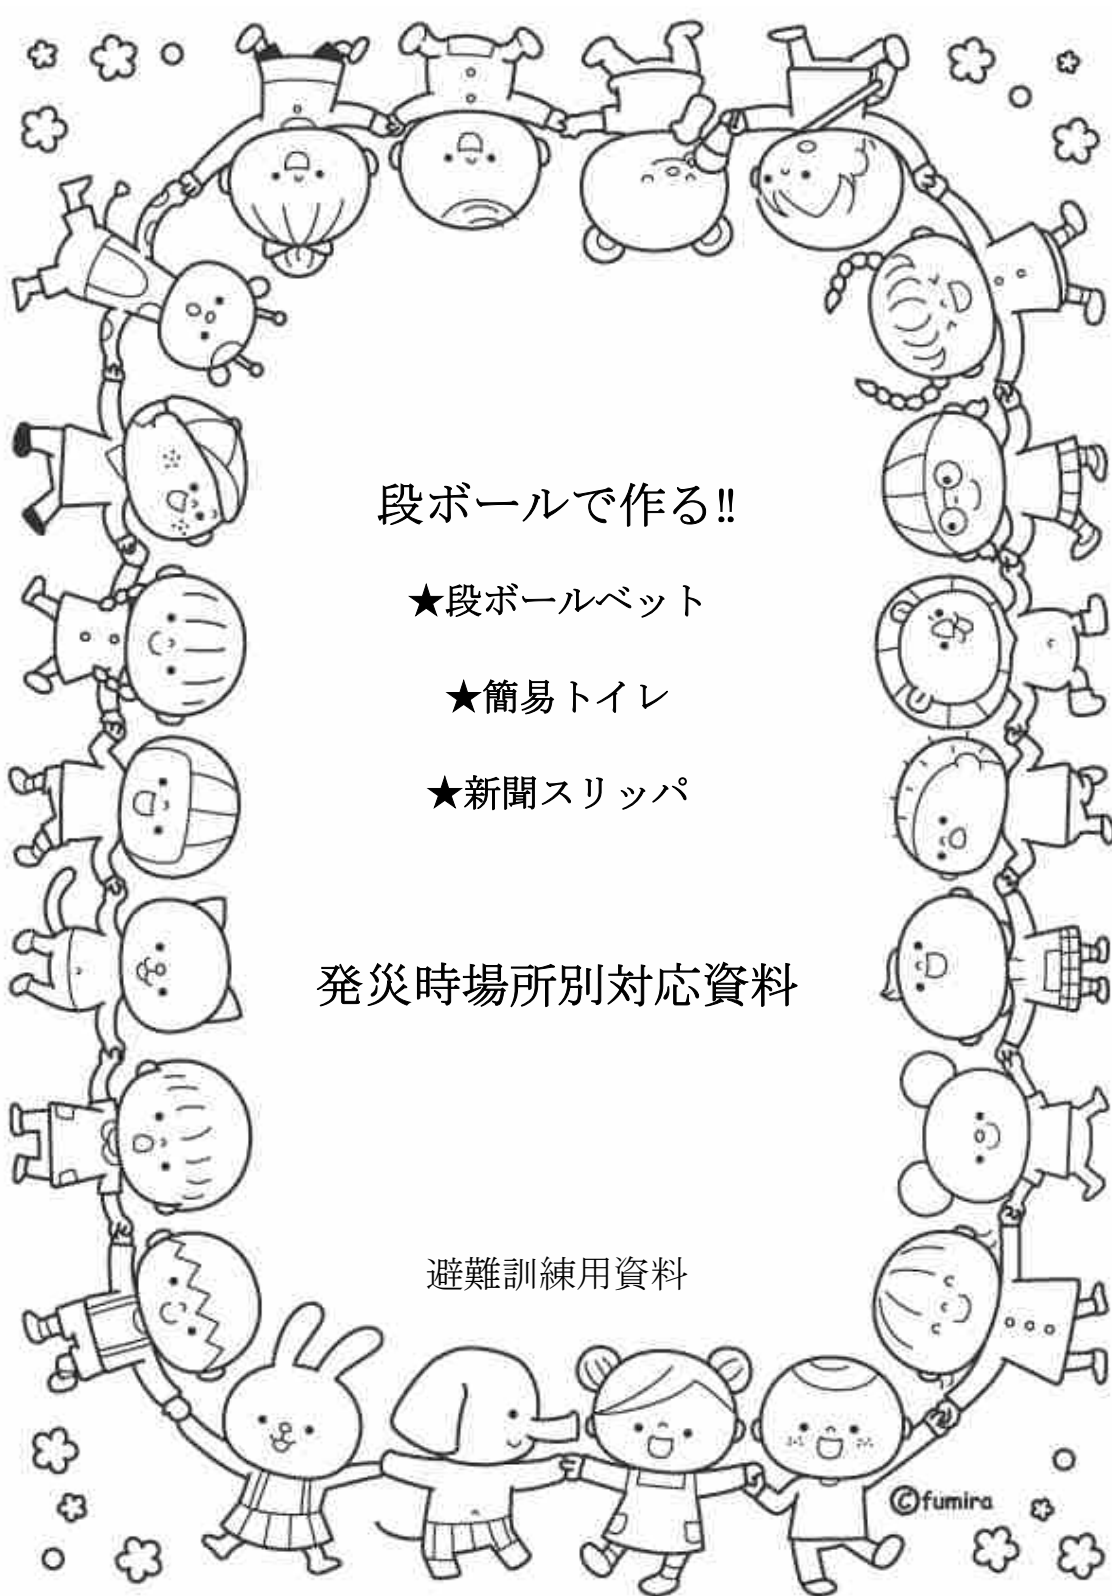 段ボールで作る‼
★段ボールベット
★簡易トイレ
★新聞スリッパ
発災時場所別対応資料
避難訓練用資料
©fumira